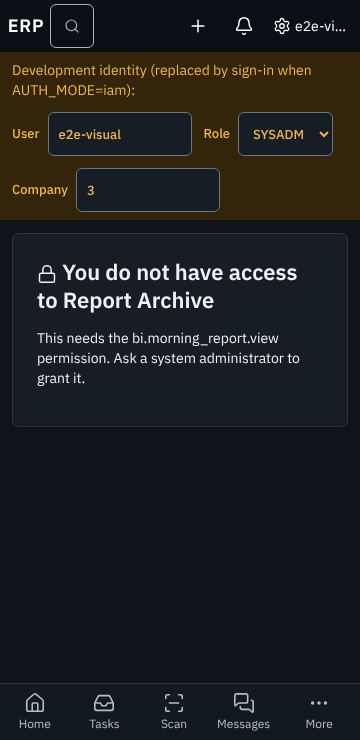 ERP
e2e-vi...
Development identity (replaced by sign-in when
AUTH_MODE=iam):
User e2e-visual Role SYSADM
Company 3
You do not have access
to Report Archive
This needs the bi.morning_report.view
permission. Ask a system administrator to
grant it.
Home Tasks Scan Messages More